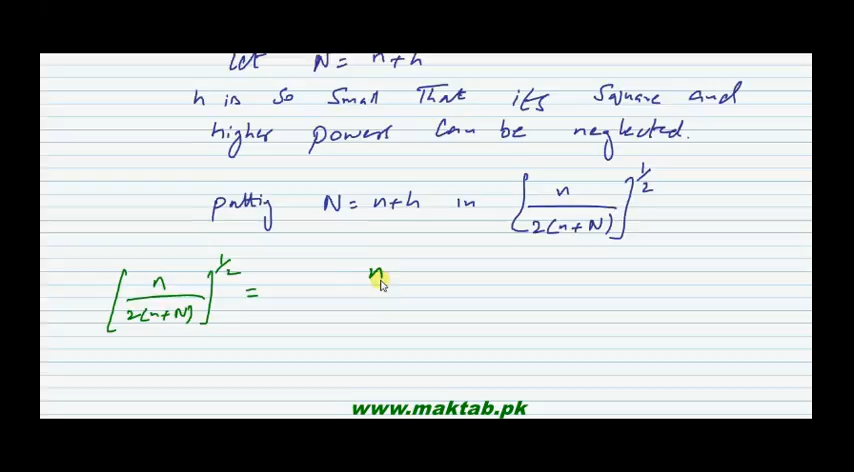 Let N = n+h
h is so small That its square and
higher powers can be neglected.
putting N = n+h in [n/2(n+N)]^1/2
[n/2(n+N)]^1/2 = n
www.maktab.pk